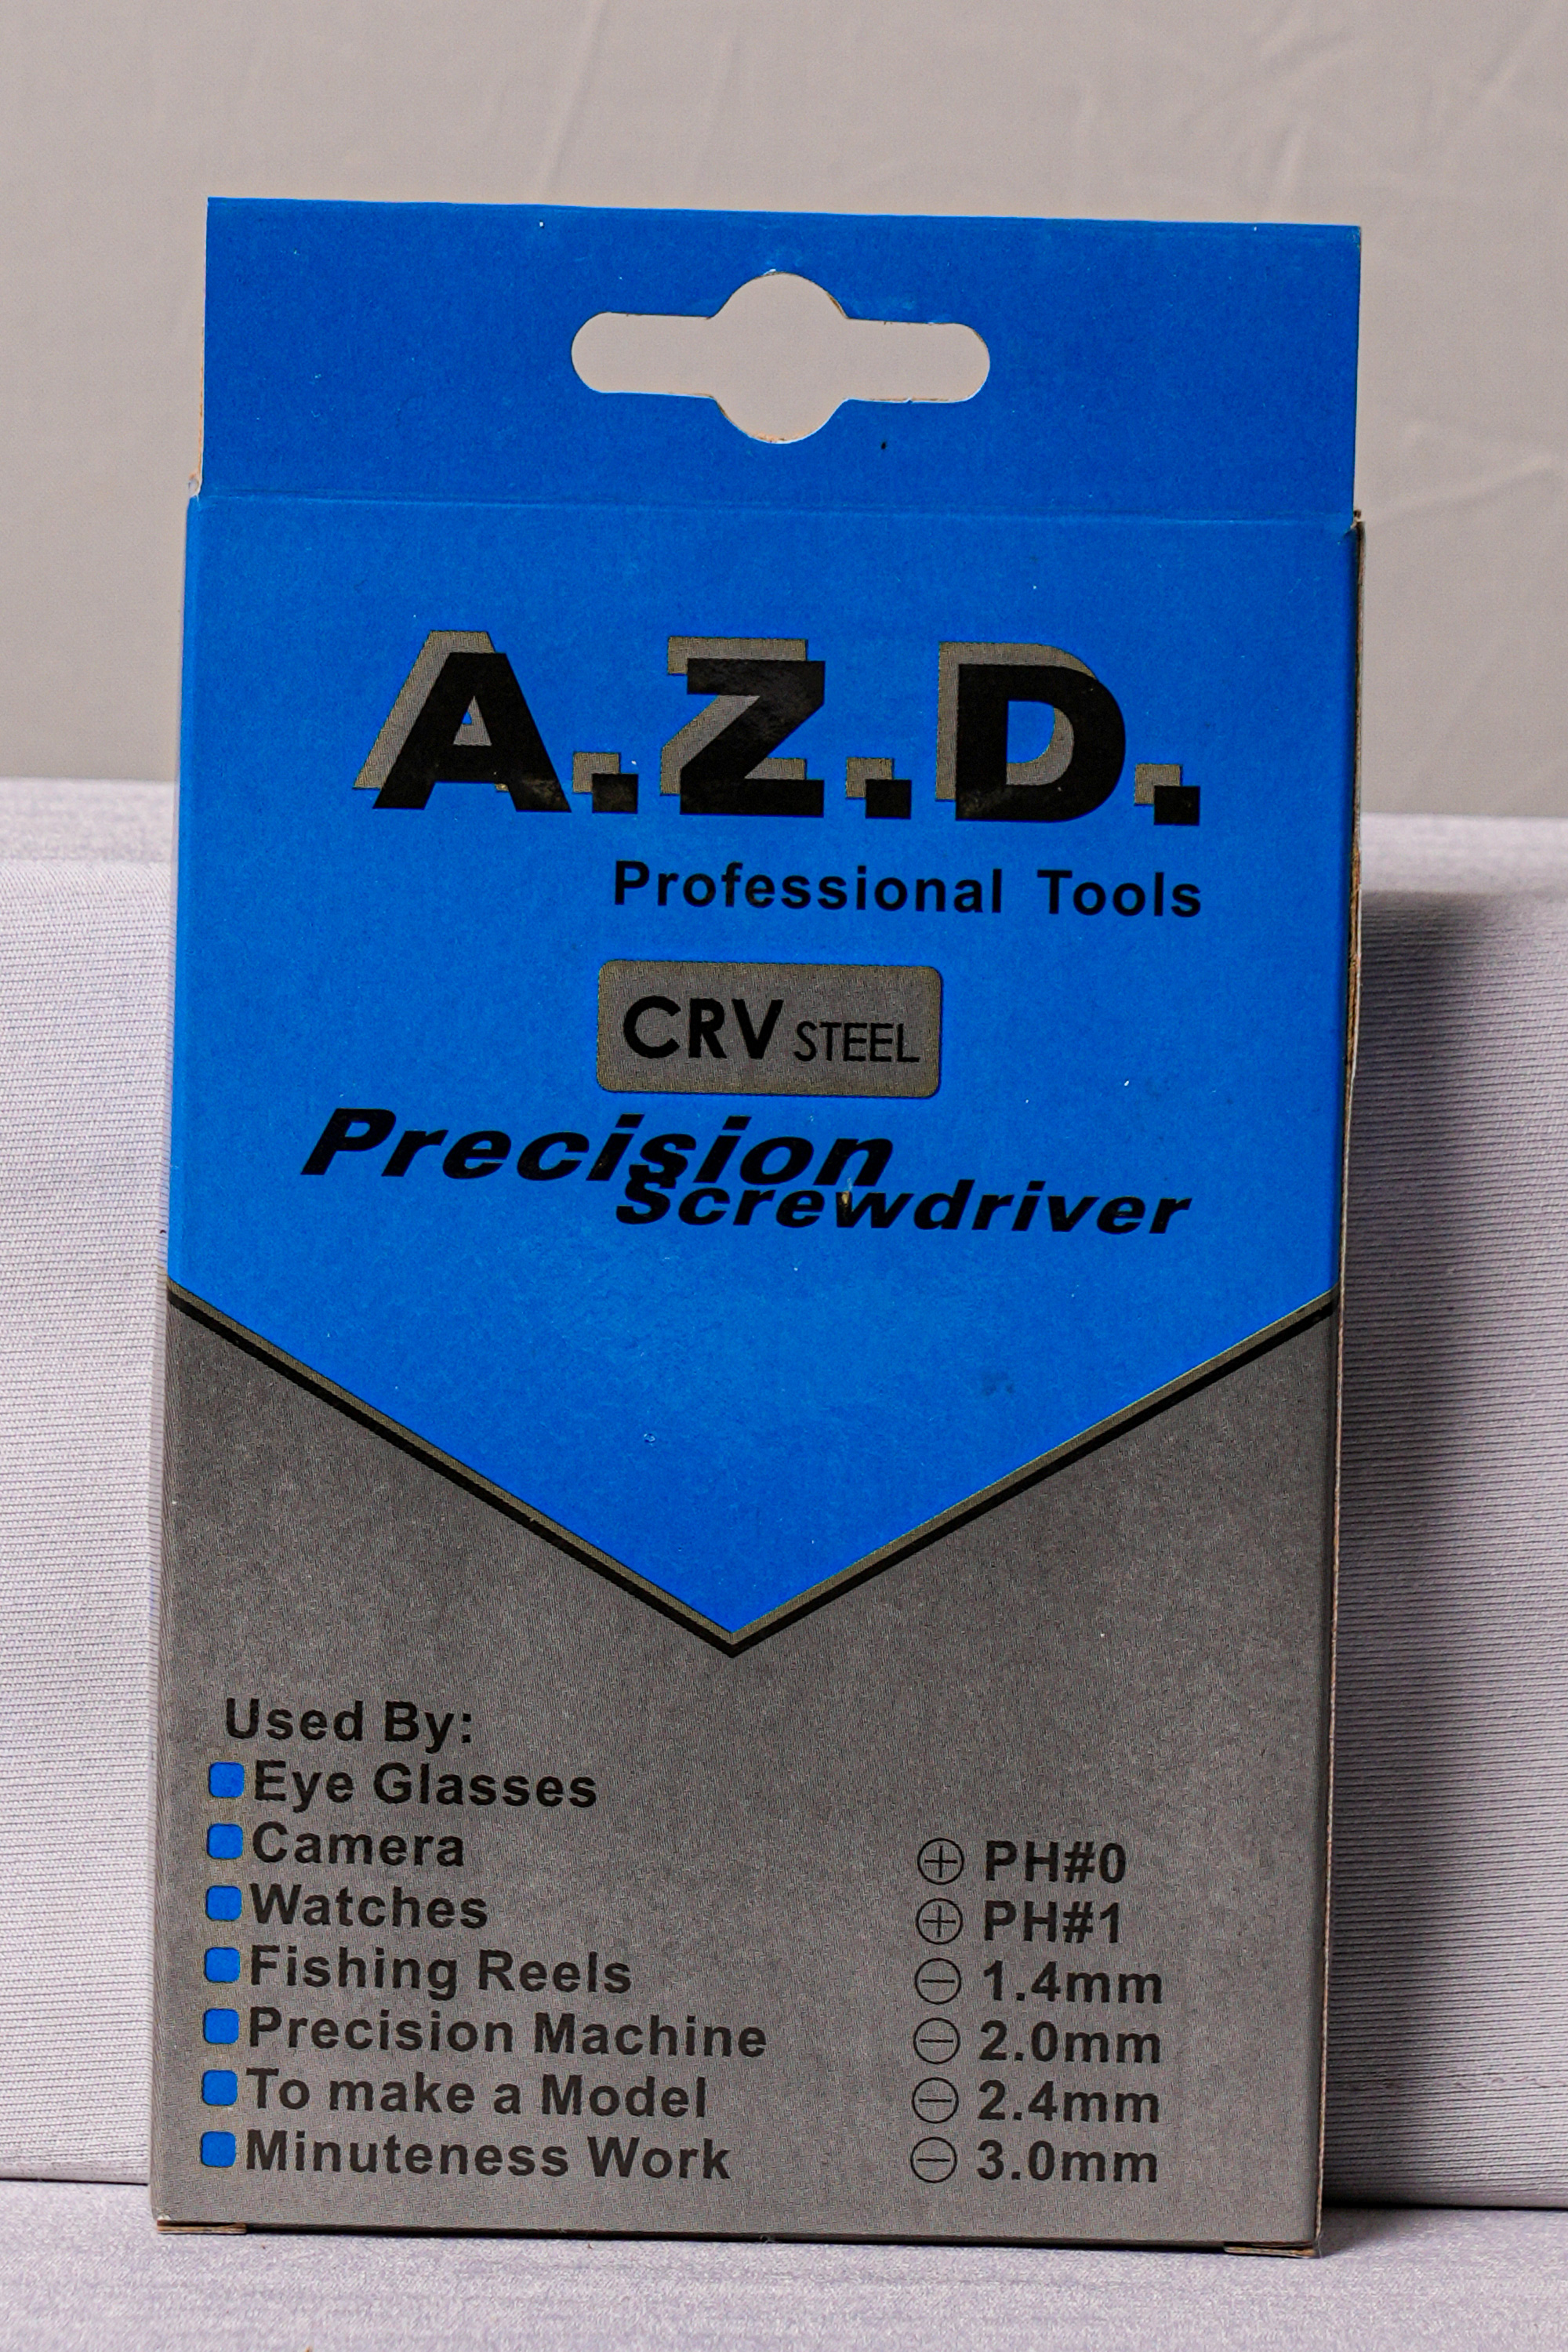 A.Z.D.
Professional Tools
CRV STEEL
Precision
Screwdriver
Used By:
Eye Glasses
Camera
Watches
Fishing Reels
Precision Machine
To make a Model
Minuteness Work
PH#0
PH#1
1.4mm
2.0mm
2.4mm
3.0mm